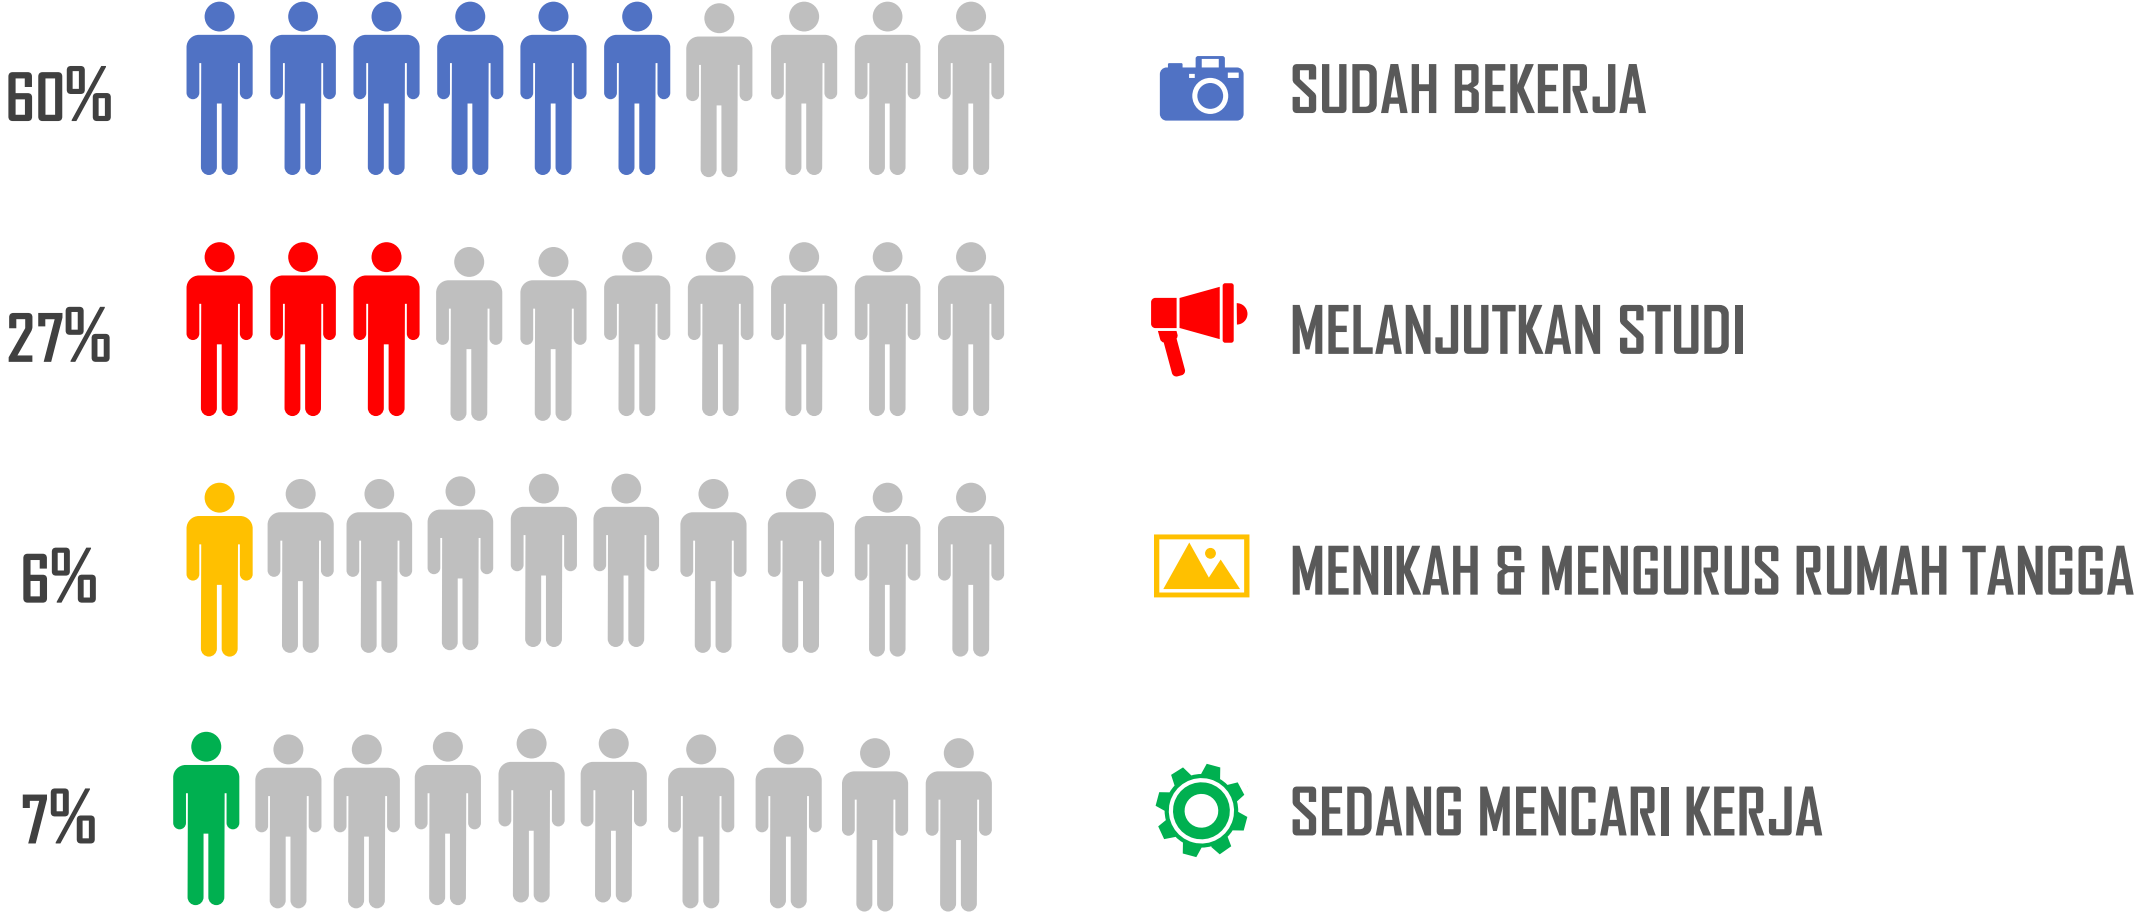 60%
SUDAH BEKERJA
27%
MELANJUTKAN STUDI
6%
MENIKAH & MENGURUS RUMAH TANGGA
7%
SEDANG MENCARI KERJA